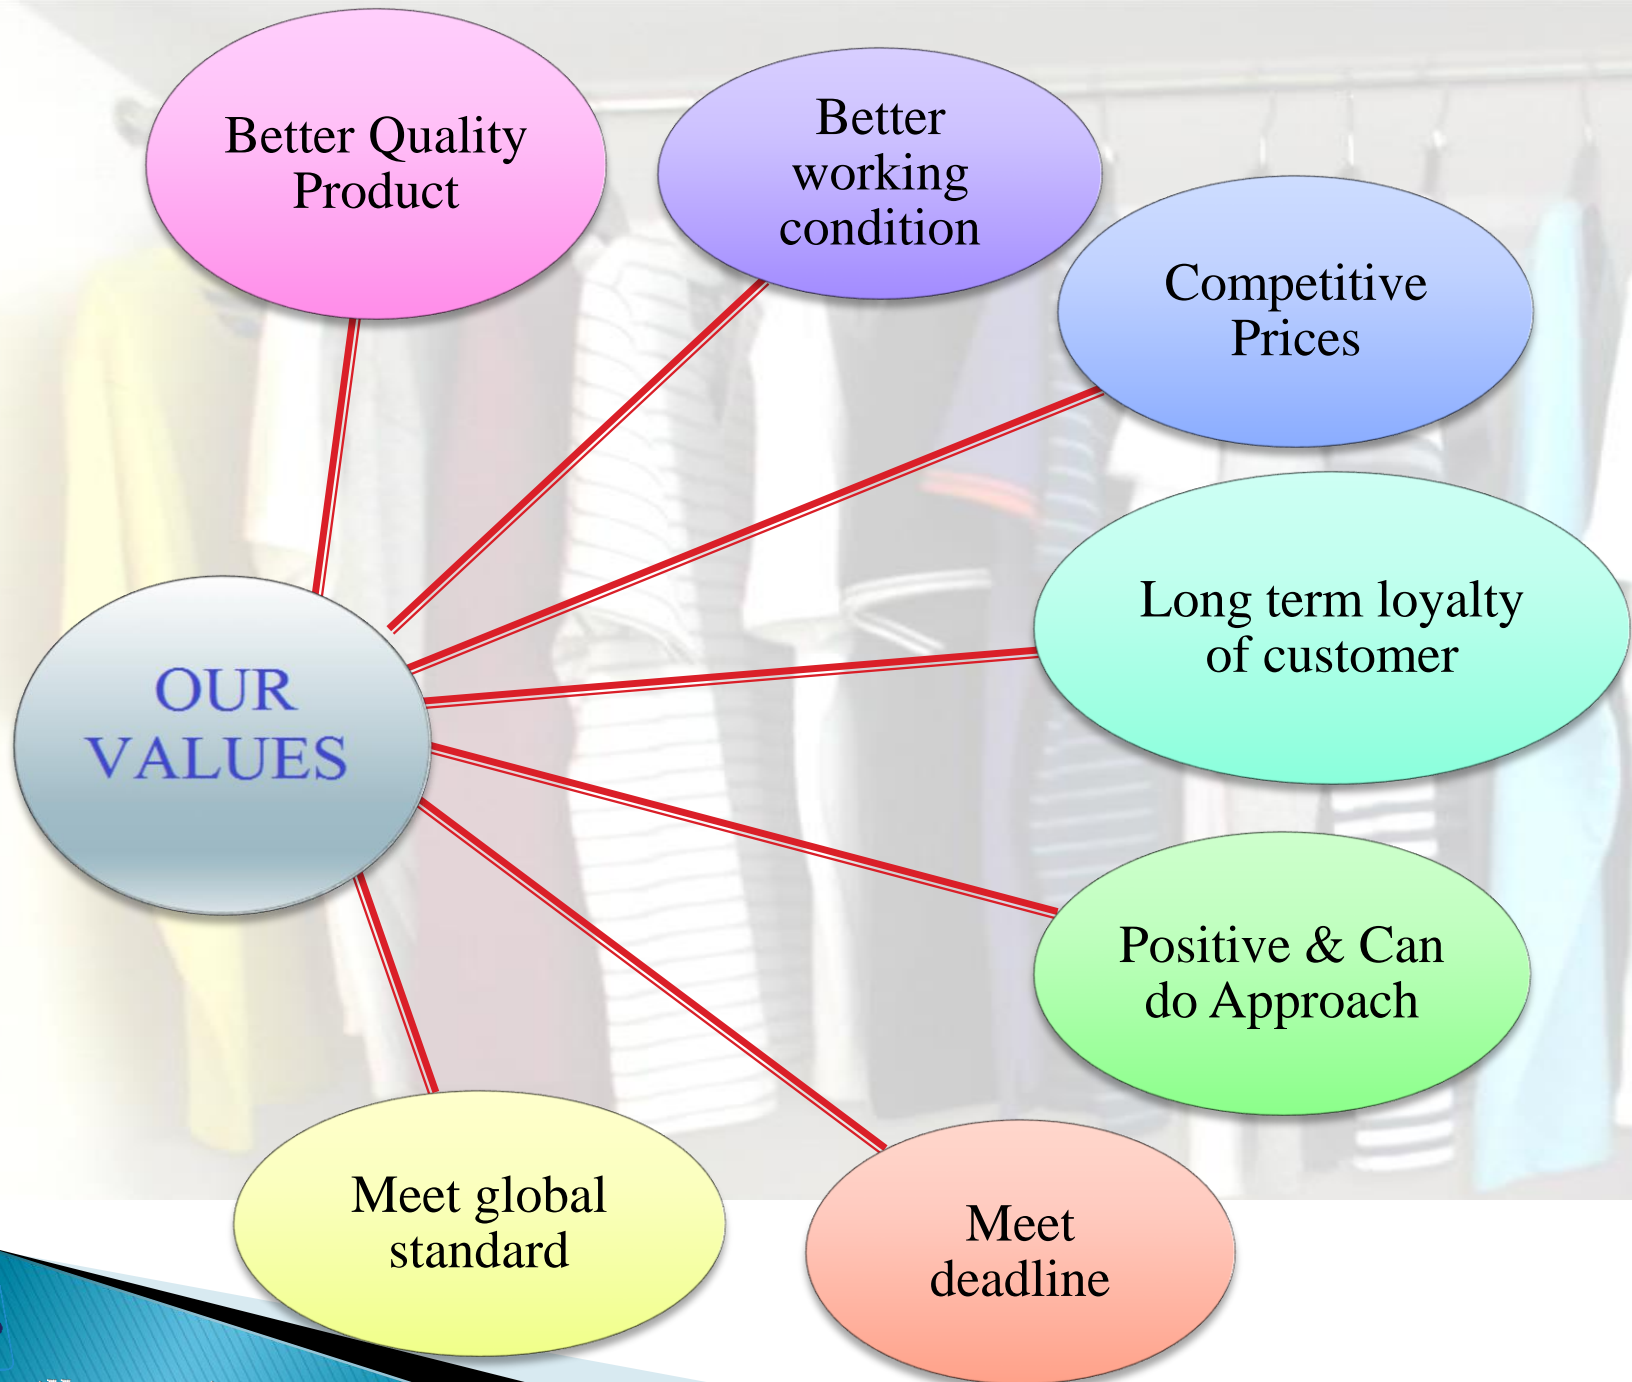 Better Quality
Product
Better
working
condition
Competitive
Prices
Long term loyalty
of customer
OUR
VALUES
Positive & Can
do Approach
Meet global
standard
Meet
deadline